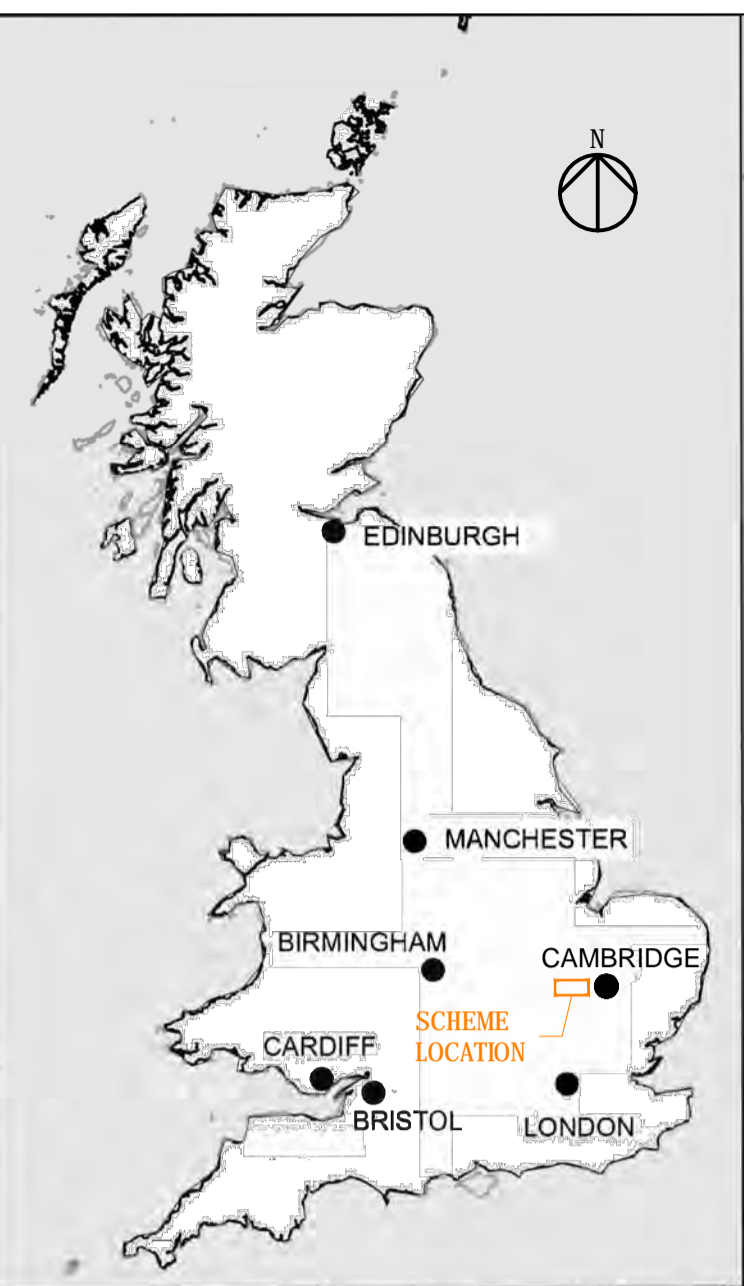 N
EDINBURGH
MANCHESTER
BIRMINGHAM
CAMBRIDGE
SCHEME
LOCATION
CARDIFF
BRISTOL
LONDON